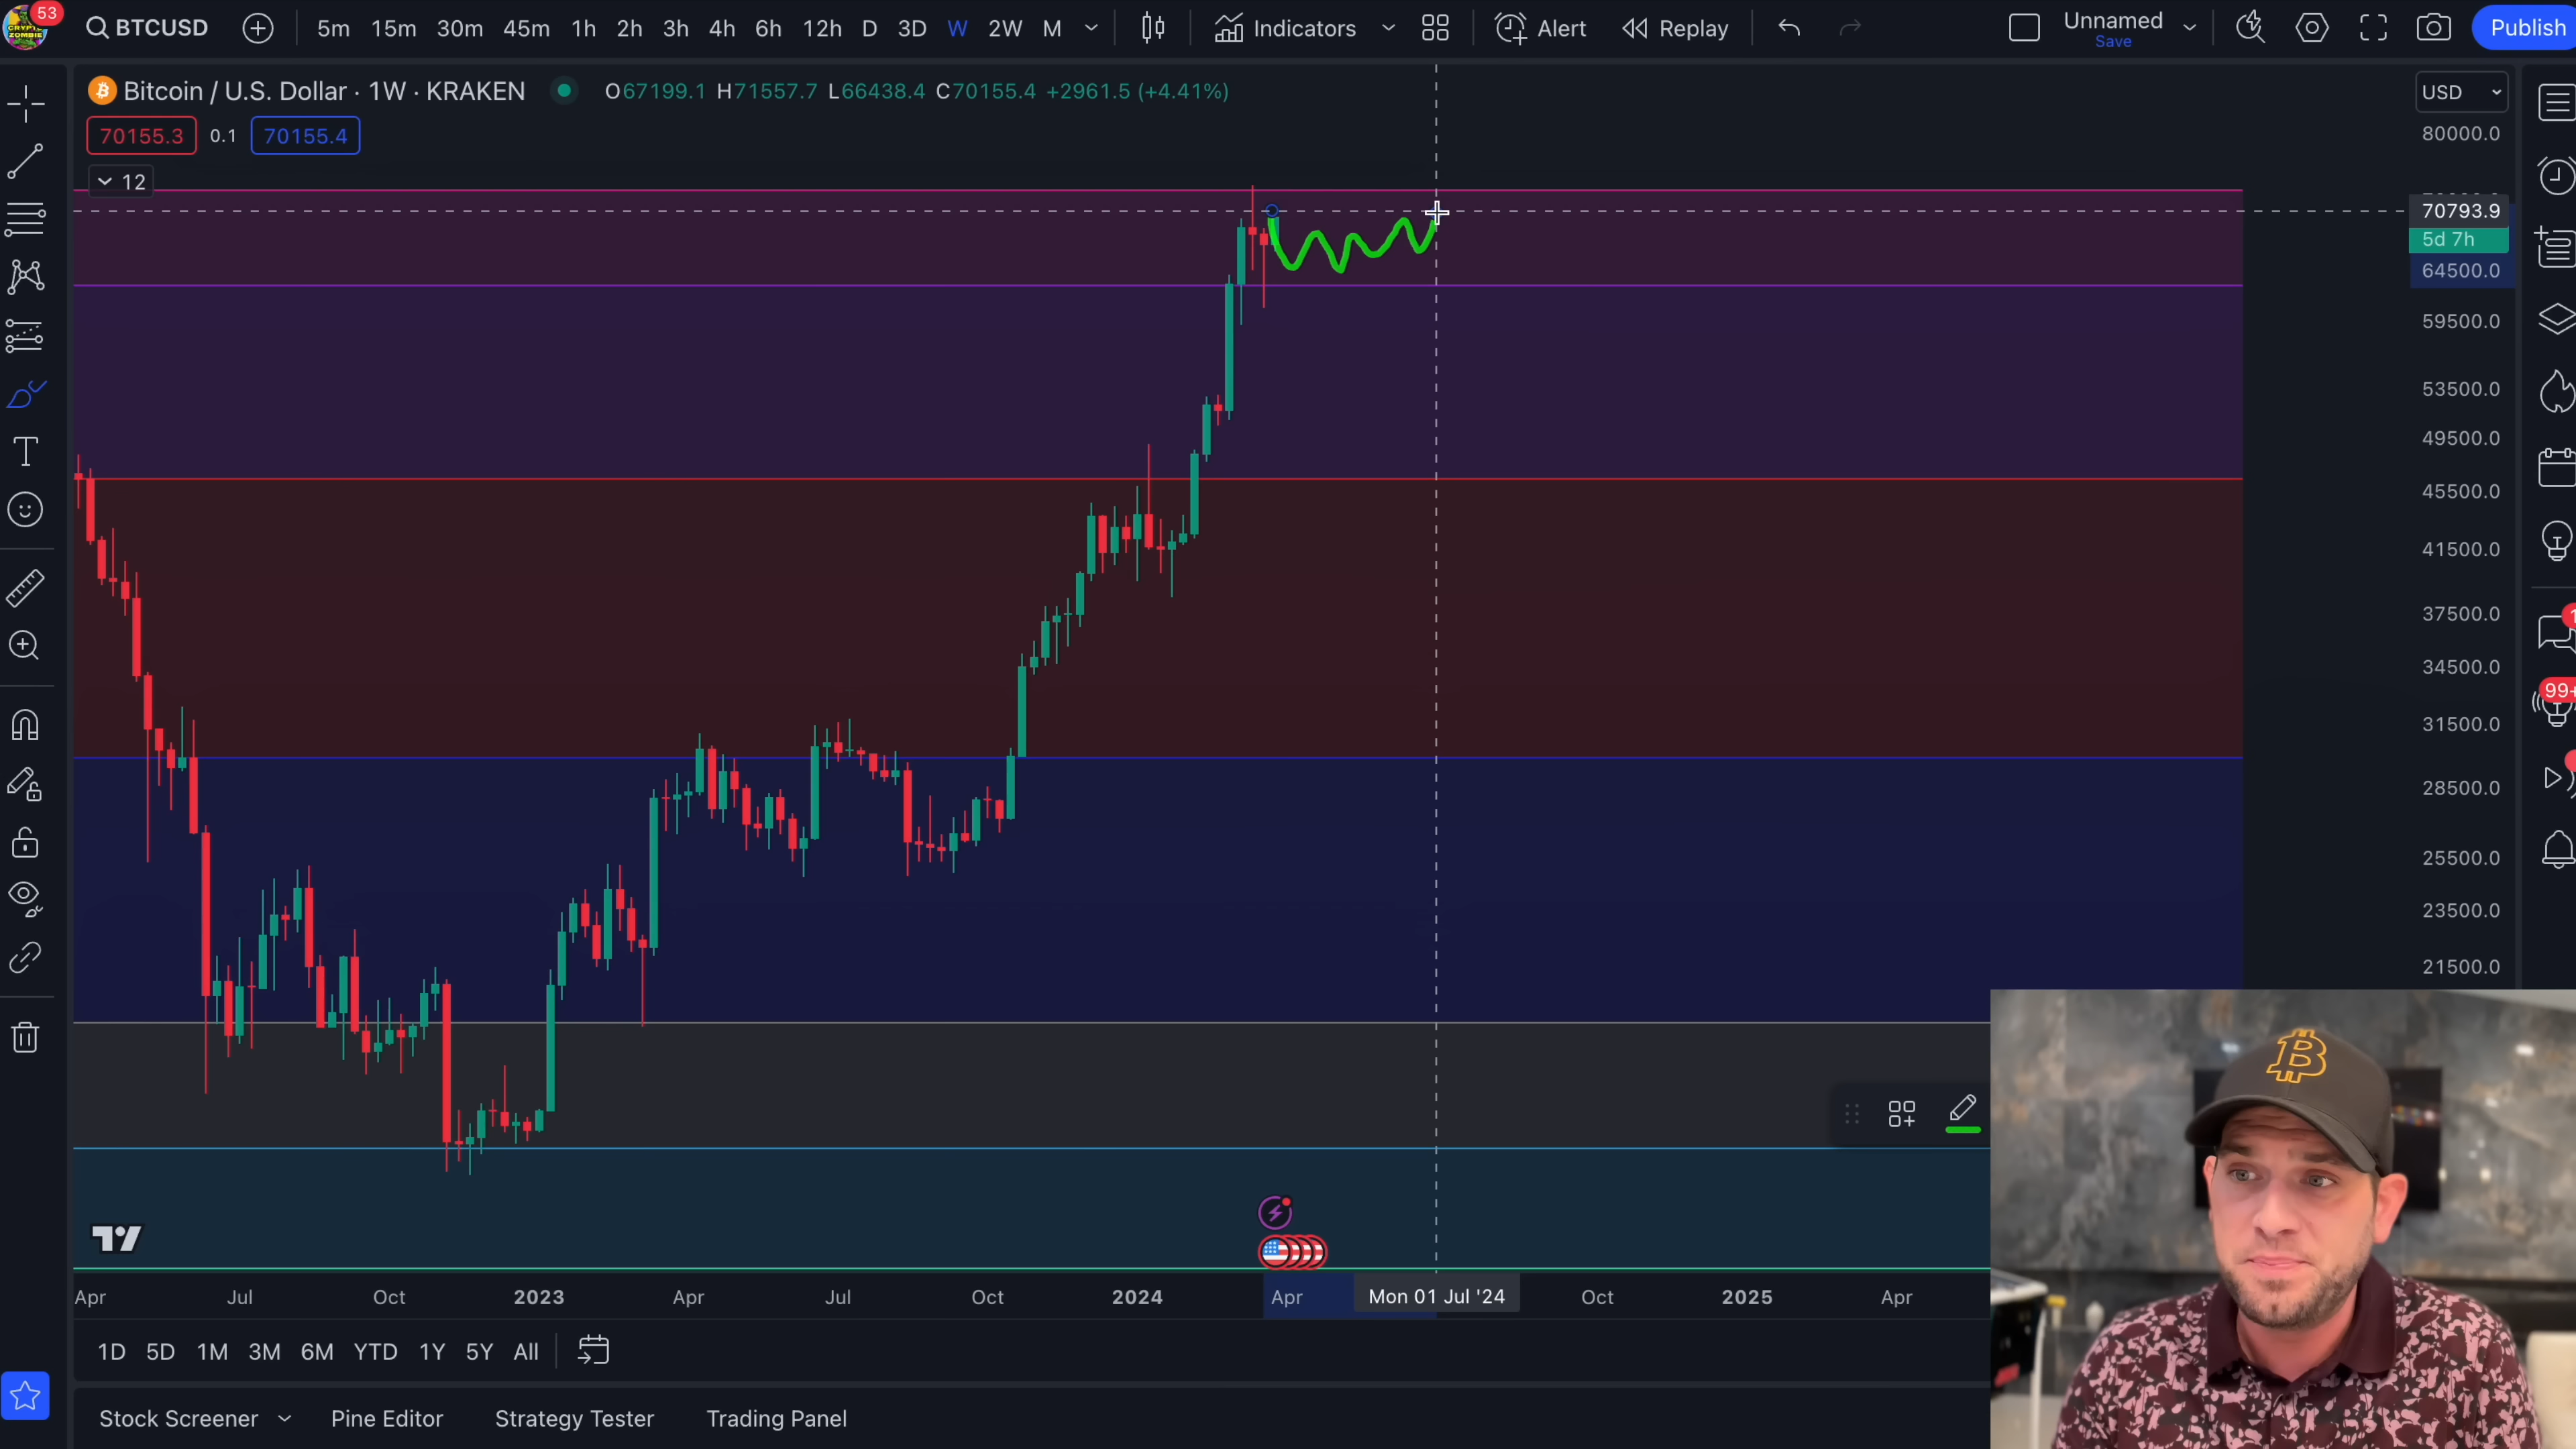 CRYPTO ZOMBIE
53
BTCUSD
5m 15m 30m 45m 1h 2h 3h 4h 6h 12h D 3D W 2W M
Indicators
Alert
Replay
Unnamed
Save
Publish
Bitcoin / U.S. Dollar · 1W · KRAKEN
O67199.1 H71557.7 L66438.4 C70155.4 +2961.5 (+4.41%)
USD
70155.3 0.1 70155.4
12
80000.0
70793.9
5d 7h
64500.0
59500.0
53500.0
49500.0
45500.0
41500.0
37500.0
34500.0
31500.0
28500.0
25500.0
23500.0
21500.0
99+
Apr Jul Oct 2023 Apr Jul Oct 2024 Apr Mon 01 Jul '24 Oct 2025 Apr
1D 5D 1M 3M 6M YTD 1Y 5Y All
Stock Screener Pine Editor Strategy Tester Trading Panel